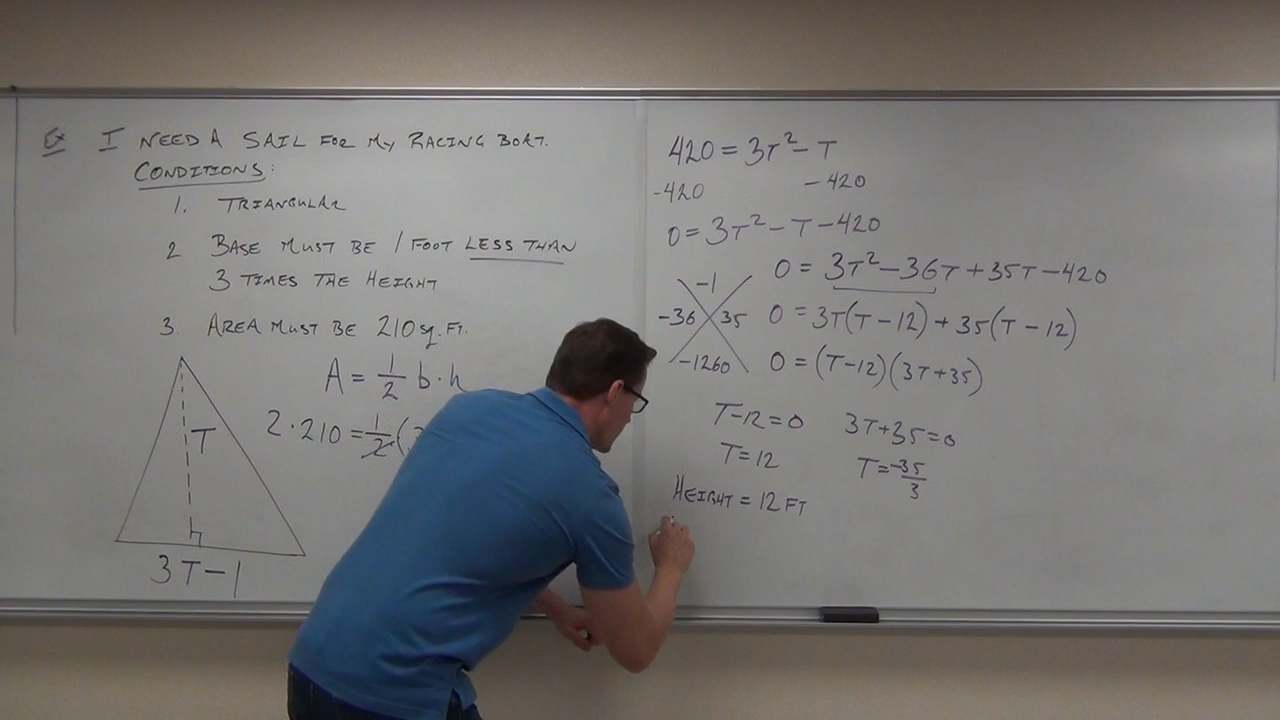 Ex I NEED A SAIL FOR MY RACING BOAT.
CONDITIONS:
1. TRIANGULAR
2 BASE MUST BE 1 FOOT LESS THAN
3 TIMES THE HEIGHT
3. AREA MUST BE 210 SQ. FT.
A = 1/2 b·h
2·210 = 1/2(3
T
3T-1
420 = 3T² - T
-420 -420
0 = 3T² - T - 420
0 = 3T² - 36T + 35T - 420
-1
-36 35
-1260
0 = 3T(T-12) + 35(T-12)
0 = (T-12)(3T+35)
T-12=0 3T+35=0
T=12 T=-35/3
HEIGHT = 12 FT